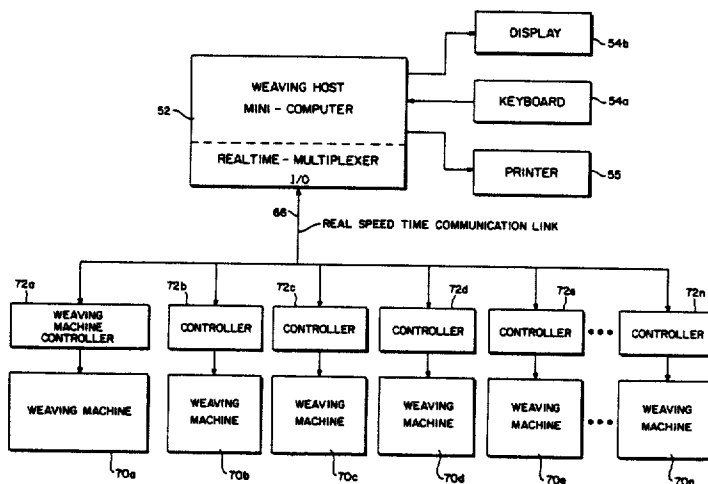 DISPLAY
54b
WEAVING HOST
MINI-COMPUTER
52
KEYBOARD
54a
REALTIME-MULTIPLEXER
I/O
PRINTER
55
66
REAL SPEED TIME COMMUNICATION LINK
72a
72b
72c
72d
72e
72n
WEAVING
MACHINE
CONTROLLER
CONTROLLER
CONTROLLER
CONTROLLER
CONTROLLER
•••
CONTROLLER
WEAVING MACHINE
WEAVING
MACHINE
WEAVING
MACHINE
WEAVING
MACHINE
WEAVING
MACHINE
•••
WEAVING
MACHINE
70a
70b
70c
70d
70e
70n